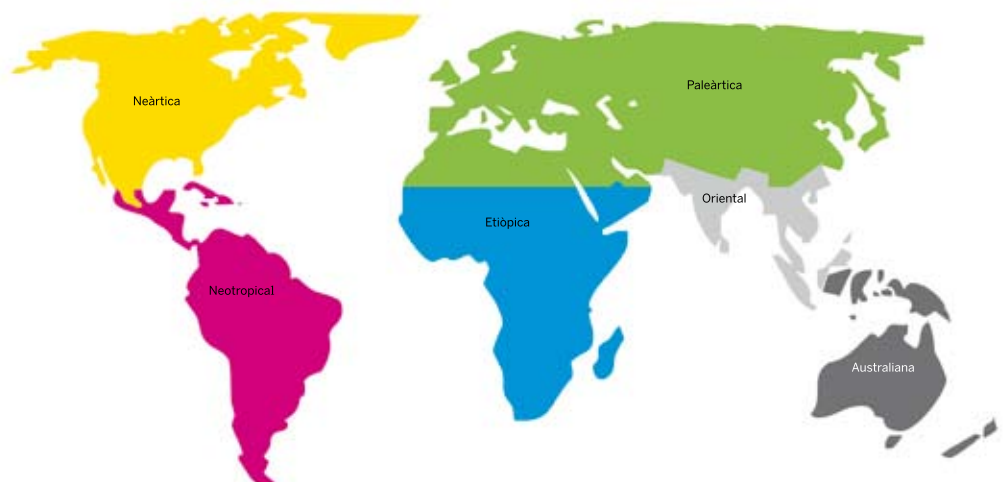 Neàrtica
Paleàrtica
Oriental
Etiòpica
Neotropical
Australiana